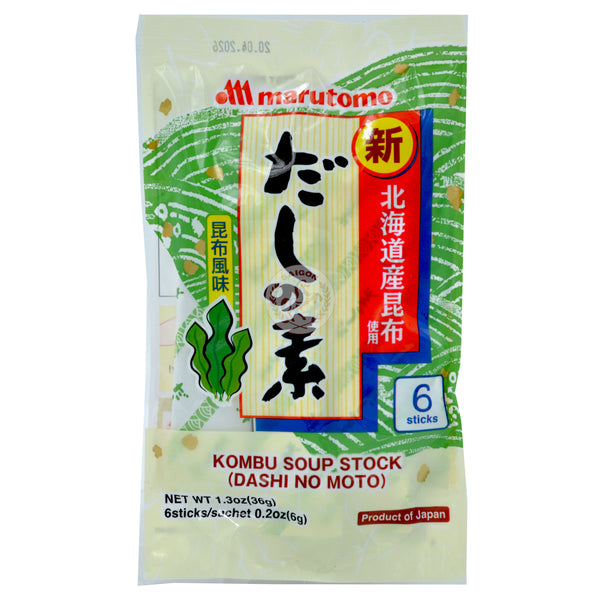 20.04.2026
marutomo
新
北海道産昆布
使用
だしの素
昆布風味
SAIGON
6
sticks
KOMBU SOUP STOCK
(DASHI NO MOTO)
NET WT 1.3oz(36g)
6sticks/sachet 0.2oz(6g)
Product of Japan